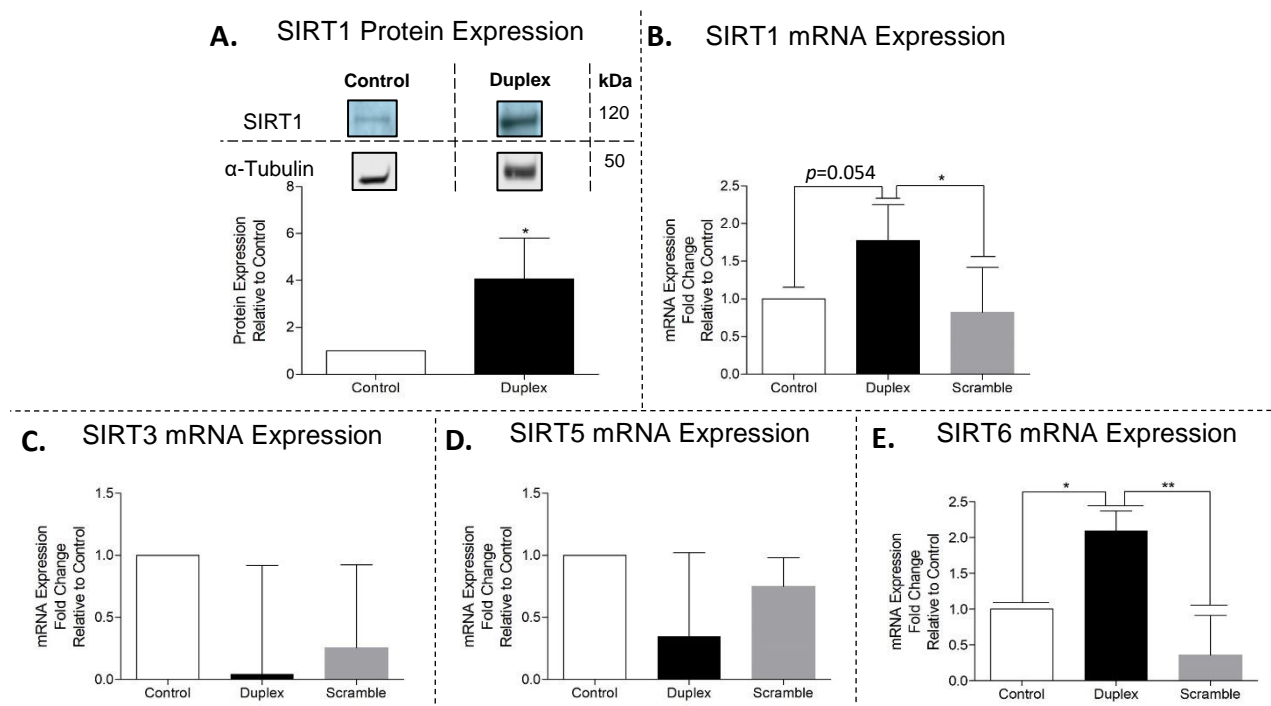 A. SIRT1 Protein Expression
Control Duplex kDa
SIRT1 120
α-Tubulin 50
8
6
4
2
0
*
Protein Expression
Relative to Control
Control Duplex
B. SIRT1 mRNA Expression
p=0.054 *
2.5
2.0
1.5
1.0
0.5
0.0
mRNA Expression
Fold Change
Relative to Control
Control Duplex Scramble
C. SIRT3 mRNA Expression
1.5
1.0
0.5
0.0
mRNA Expression
Fold Change
Relative to Control
Control Duplex Scramble
D. SIRT5 mRNA Expression
1.5
1.0
0.5
0.0
mRNA Expression
Fold Change
Relative to Control
Control Duplex Scramble
E. SIRT6 mRNA Expression
* **
2.5
2.0
1.5
1.0
0.5
0.0
mRNA Expression
Fold Change
Relative to Control
Control Duplex Scramble